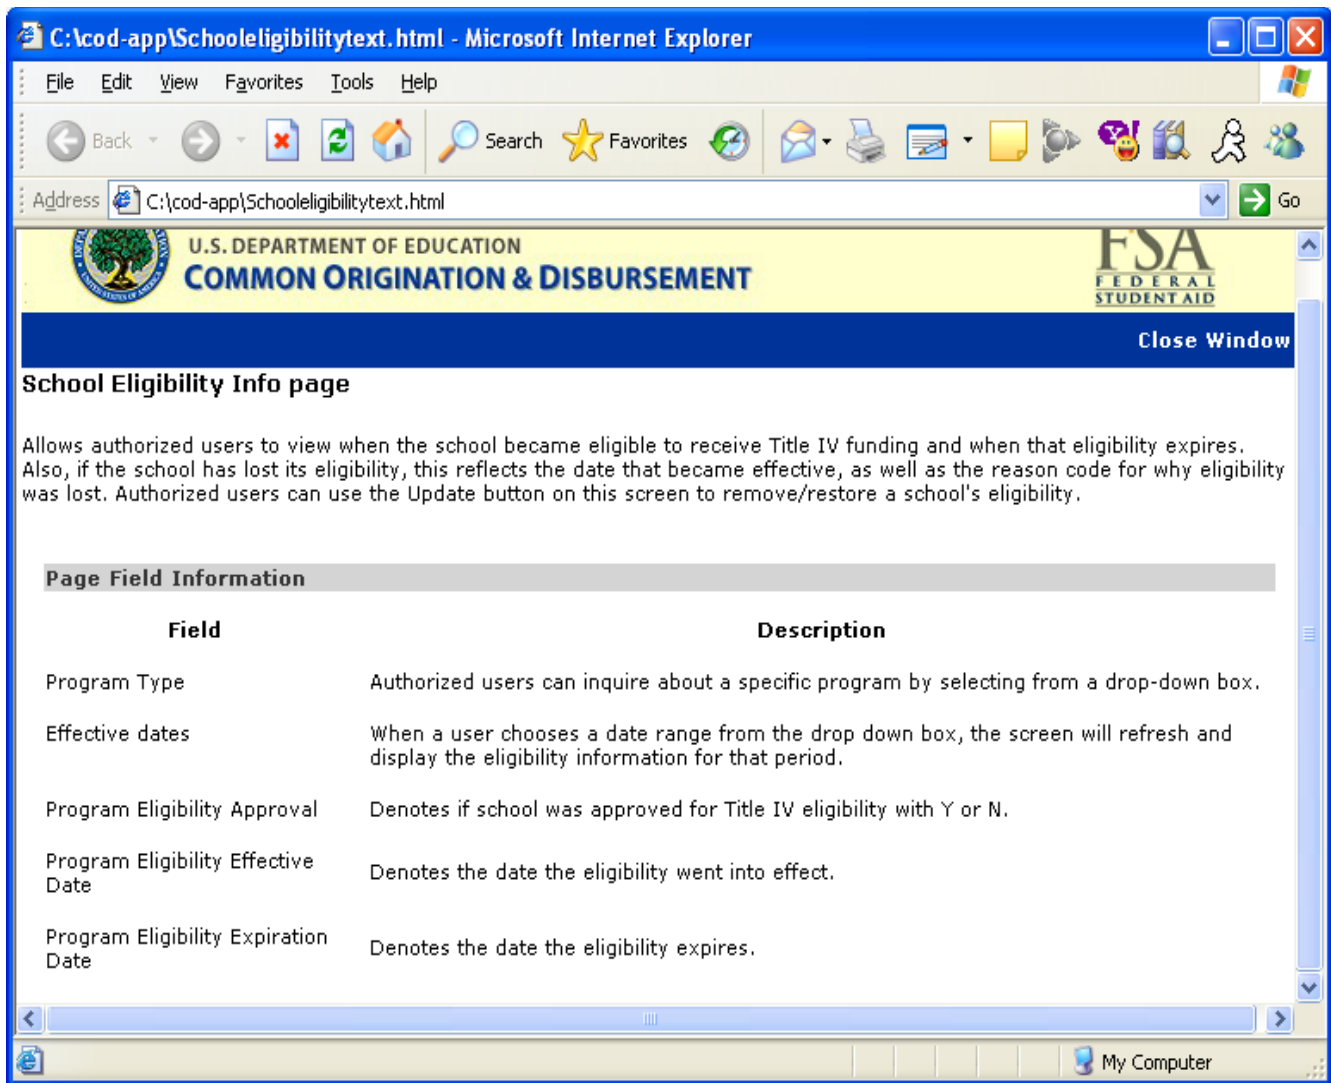 C:\cod-app\Schooleligibilitytext.html - Microsoft Internet Explorer
File Edit View Favorites Tools Help
Back Search Favorites
Address C:\cod-app\Schooleligibilitytext.html Go
U.S. DEPARTMENT OF EDUCATION
COMMON ORIGINATION & DISBURSEMENT
FSA
FEDERAL
STUDENT AID
Close Window
School Eligibility Info page
Allows authorized users to view when the school became eligible to receive Title IV funding and when that eligibility expires.
Also, if the school has lost its eligibility, this reflects the date that became effective, as well as the reason code for why eligibility
was lost. Authorized users can use the Update button on this screen to remove/restore a school's eligibility.
Page Field Information
Field Description
Program Type Authorized users can inquire about a specific program by selecting from a drop-down box.
Effective dates When a user chooses a date range from the drop down box, the screen will refresh and
display the eligibility information for that period.
Program Eligibility Approval Denotes if school was approved for Title IV eligibility with Y or N.
Program Eligibility Effective
Date Denotes the date the eligibility went into effect.
Program Eligibility Expiration
Date Denotes the date the eligibility expires.
My Computer